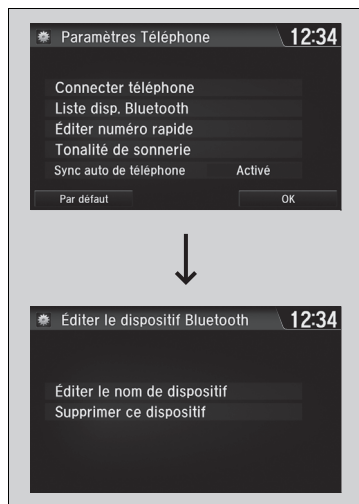 Paramètres Téléphone 12:34
Connecter téléphone
Liste disp. Bluetooth
Éditer numéro rapide
Tonalité de sonnerie
Sync auto de téléphone Activé
Par défaut OK
Éditer le dispositif Bluetooth 12:34
Éditer le nom de dispositif
Supprimer ce dispositif